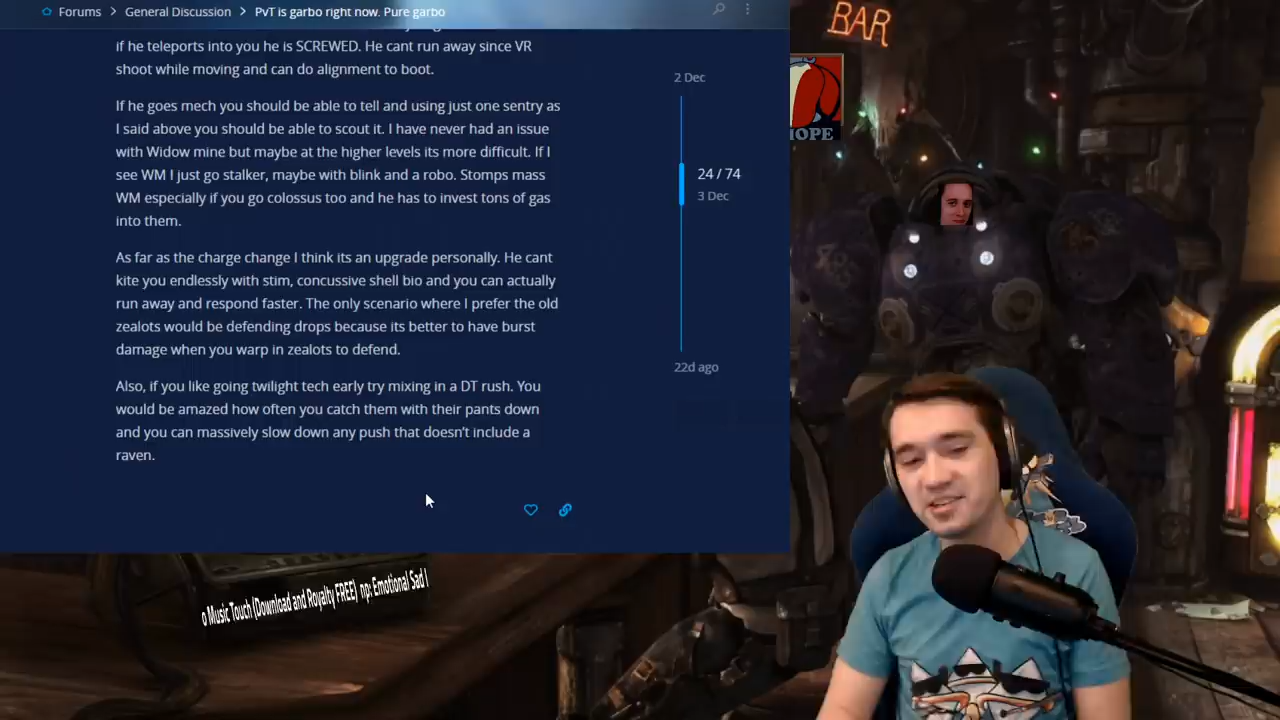 Forums > General Discussion > PvT is garbo right now. Pure garbo
if he teleports into you he is SCREWED. He cant run away since VR
shoot while moving and can do alignment to boot.
If he goes mech you should be able to tell and using just one sentry as
I said above you should be able to scout it. I have never had an issue
with Widow mine but maybe at the higher levels its more difficult. If I
see WM I just go stalker, maybe with blink and a robo. Stomps mass
WM especially if you go colossus too and he has to invest tons of gas
into them.
As far as the charge change I think its an upgrade personally. He cant
kite you endlessly with stim, concussive shell bio and you can actually
run away and respond faster. The only scenario where I prefer the old
zealots would be defending drops because its better to have burst
damage when you warp in zealots to defend.
Also, if you like going twilight tech early try mixing in a DT rush. You
would be amazed how often you catch them with their pants down
and you can massively slow down any push that doesn't include a
raven.
2 Dec
24 / 74
3 Dec
22d ago
BAR
HOPE
o Music Touch (Download and Royalty FREE) np: Emotional Sad